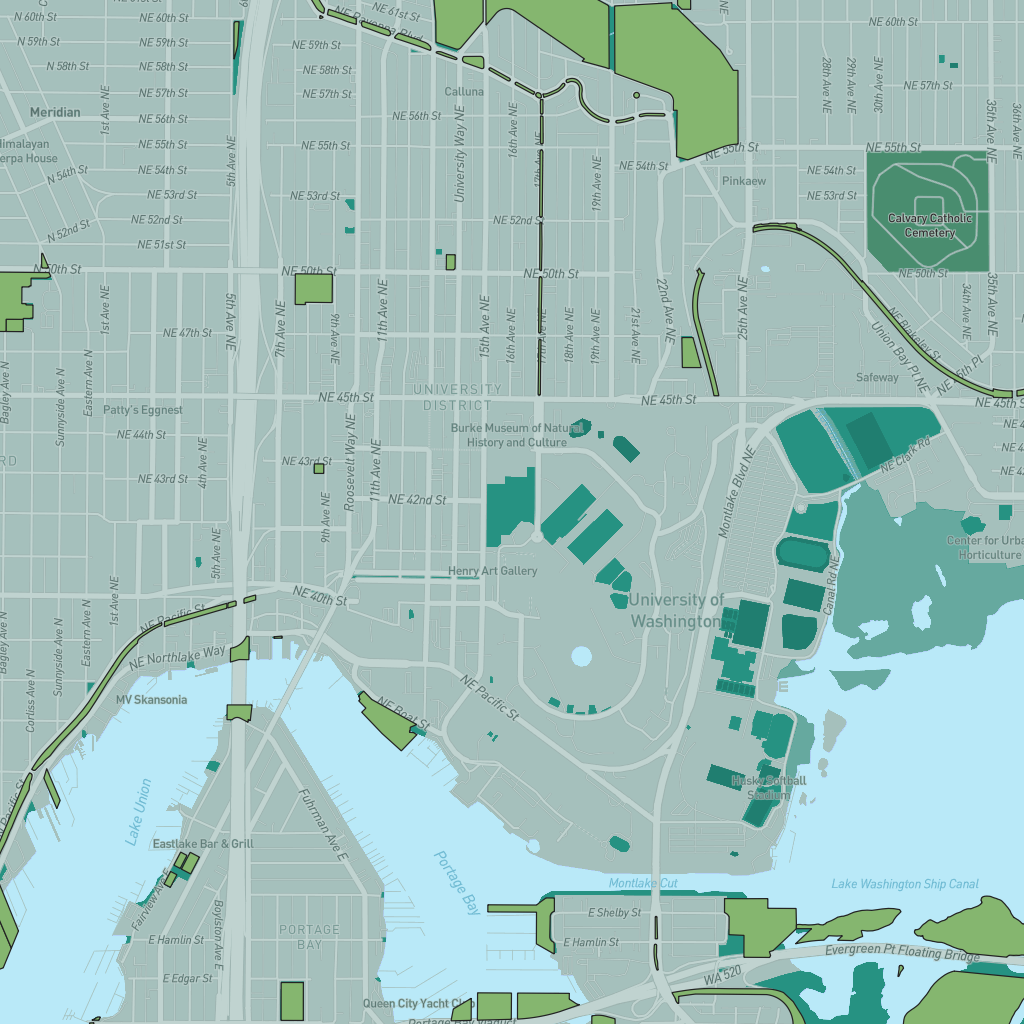 NE 61st St
N 60th St
NE 60th St
NE 60th St
NE Ravenna Blvd
N 59th St
NE 59th St
NE 59th St
N 58th St
NE 58th St
NE 58th St
NE 57th St
NE 57th St
NE 57th St
28th Ave NE
29th Ave NE
30th Ave NE
35th Ave NE
36th Ave NE
Calluna
Meridian
1st Ave NE
NE 56th St
NE 56th St
16th Ave NE
University Way NE
5th Ave NE
NE 55th St
NE 55th St
NE 55th St
NE 55th St
17th Ave NE
19th Ave NE
Himalayan
Sherpa House
N 54th St
NE 54th St
NE 54th St
NE 54th St
Pinkaew
NE 53rd St
NE 53rd St
NE 53rd St
NE 52nd St
NE 52nd St
N 52nd St
Calvary Catholic
Cemetery
NE 51st St
N 50th St
NE 50th St
NE 50th St
NE 50th St
1st Ave NE
5th Ave NE
7th Ave NE
9th Ave NE
11th Ave NE
15th Ave NE
16th Ave NE
17th Ave NE
18th Ave NE
19th Ave NE
21st Ave NE
22nd Ave NE
25th Ave NE
34th Ave NE
35th Ave NE
NE 47th St
NE Blakeley St
Union Bay Pl NE
NE 45th Pl
Safeway
Bagley Ave N
Sunnyside Ave N
Eastern Ave N
UNIVERSITY
DISTRICT
NE 45th St
NE 45th St
NE 45th St
Patty's Eggnest
NE 44th St
4th Ave NE
Roosevelt Way NE
11th Ave NE
Burke Museum of Natural
History and Culture
Montlake Blvd NE
NE Clark Rd
NE 43rd St
NE 43rd St
9th Ave NE
NE 42nd St
5th Ave NE
Center for Urba
Horticulture
Henry Art Gallery
Canal Rd NE
1st Ave NE
NE 40th St
University of
Washington
NE Pacific St
Bagley Ave N
Corliss Ave N
Sunnyside Ave N
Eastern Ave N
NE Northlake Way
MV Skansonia
NE Pacific St
NE Boat St
Husky Softball
Stadium
Lake Union
Fuhrman Ave E
Eastlake Bar & Grill
Fairview Ave E
Boylston Ave E
Portage Bay
Montlake Cut
Lake Washington Ship Canal
E Shelby St
PORTAGE
BAY
E Hamlin St
E Hamlin St
E Edgar St
Evergreen Pt Floating Bridge
WA 520
Queen City Yacht Club
Portage Bay Viaduct